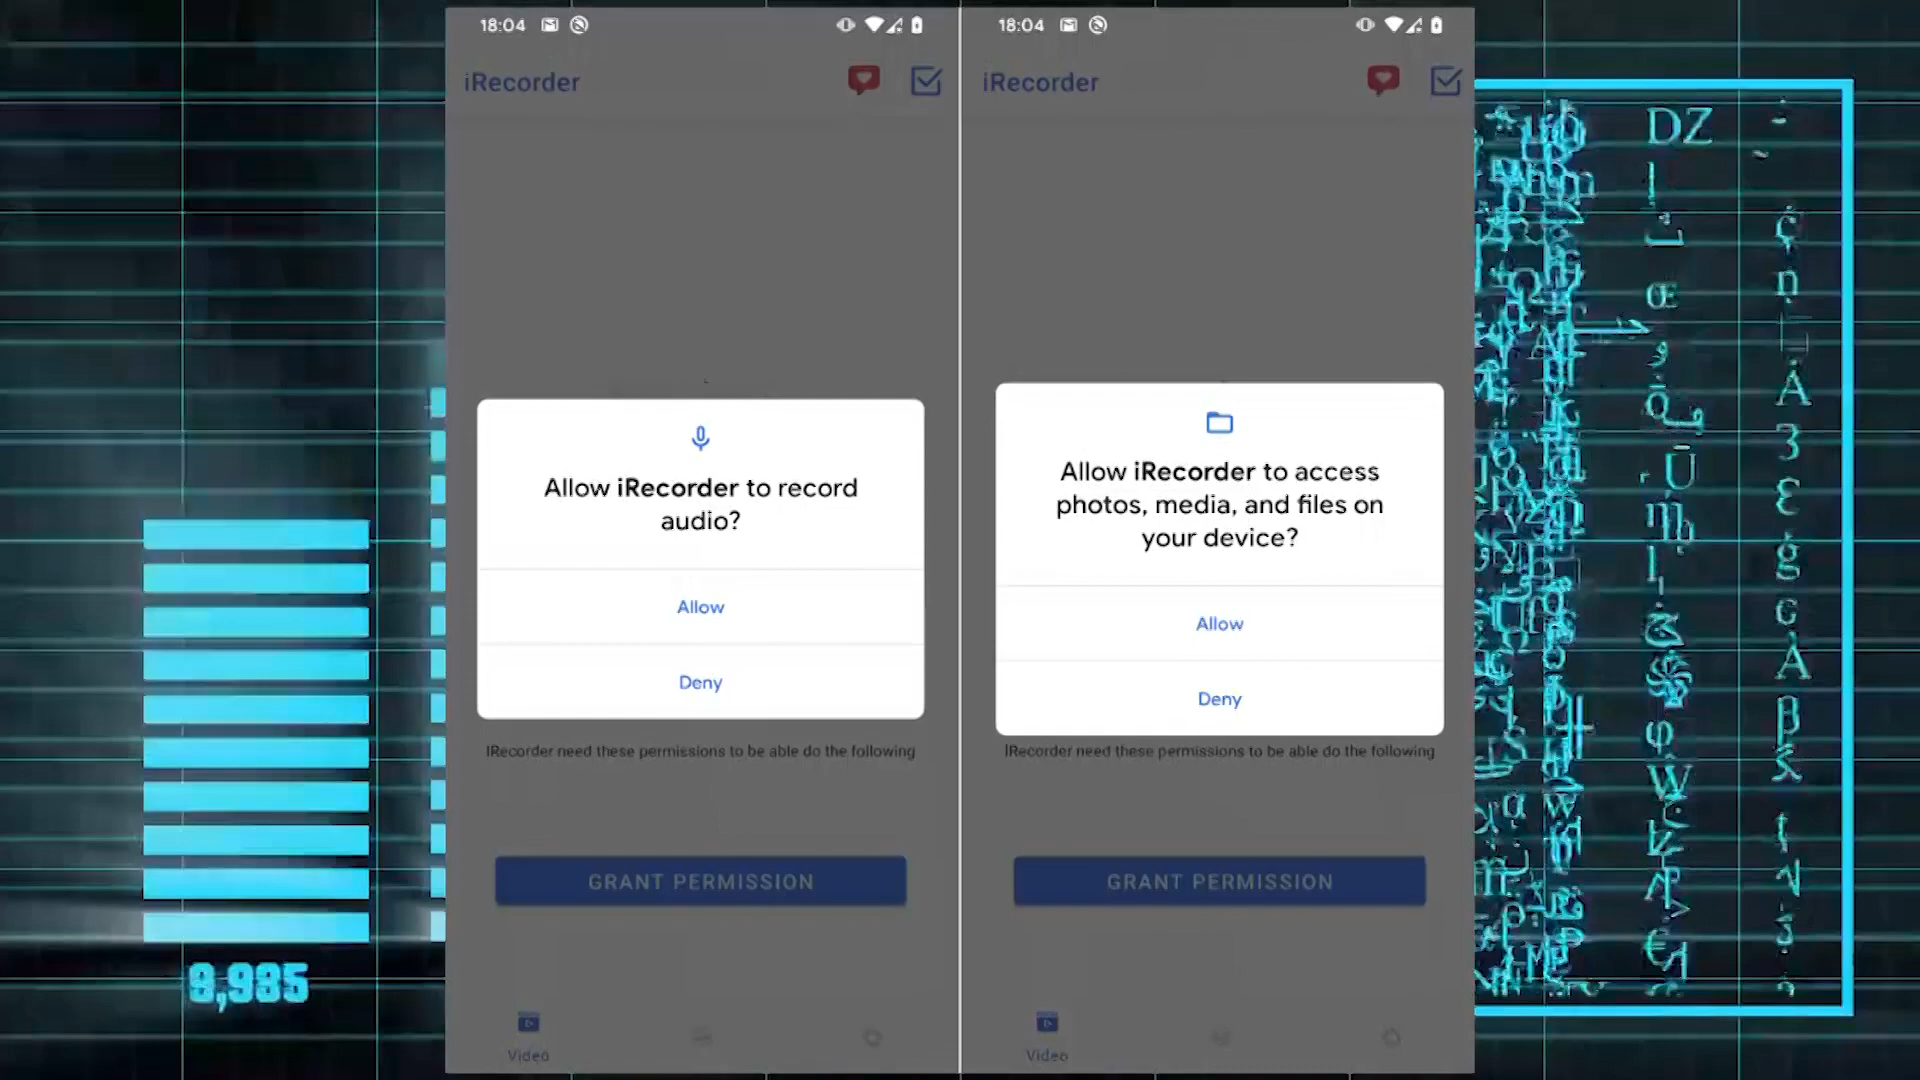 18:04
iRecorder
Allow iRecorder to record
audio?
Allow
Deny
IRecorder need these permissions to be able do the following
GRANT PERMISSION
Video
18:04
iRecorder
Allow iRecorder to access
photos, media, and files on
your device?
Allow
Deny
IRecorder need these permissions to be able do the following
GRANT PERMISSION
Video
9,985
DZ